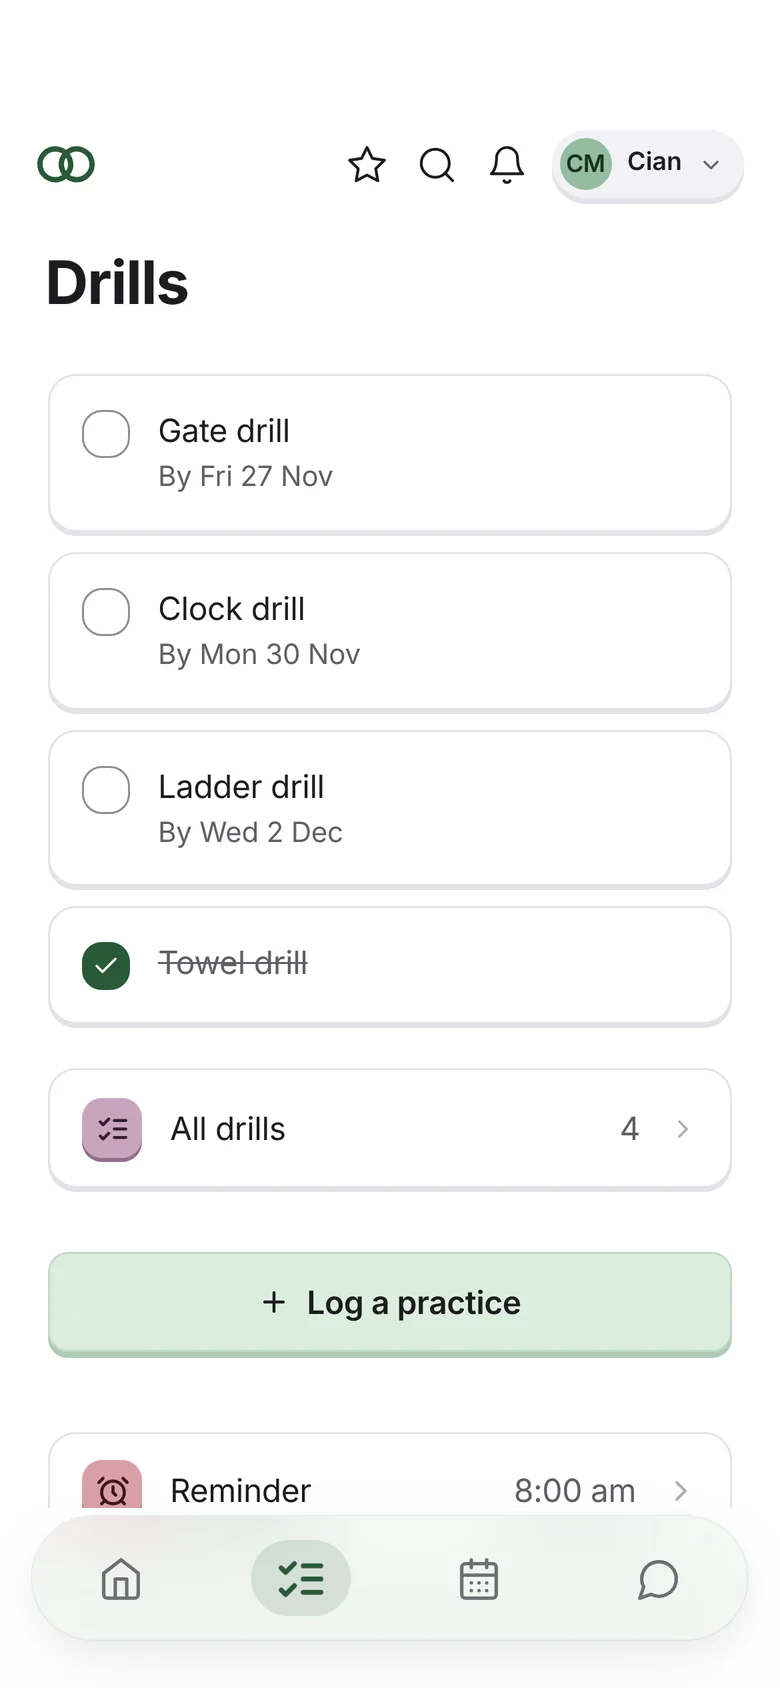 CM Cian
Drills
Gate drill
By Fri 27 Nov
Clock drill
By Mon 30 Nov
Ladder drill
By Wed 2 Dec
Towel drill
All drills 4
+ Log a practice
Reminder 8:00 am